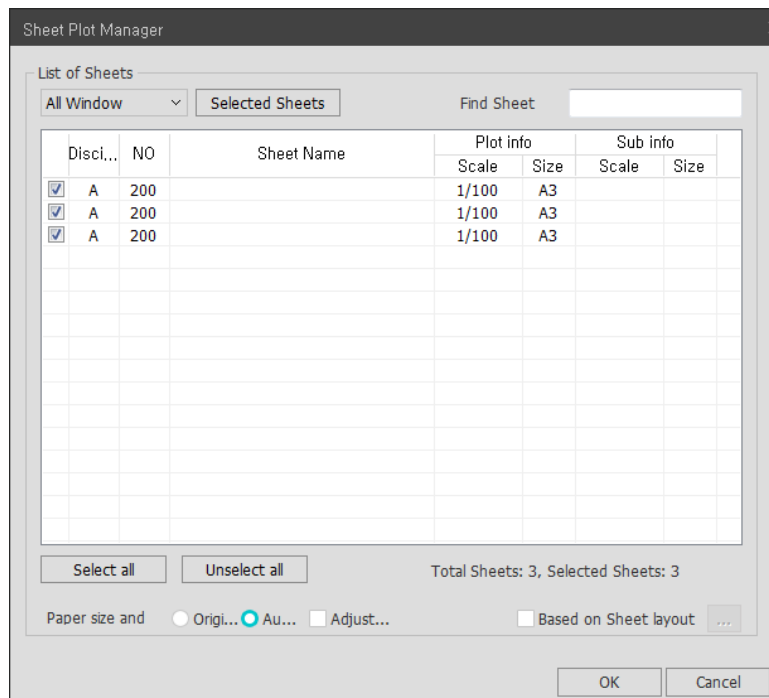 Sheet Plot Manager
List of Sheets
All Window Selected Sheets Find Sheet
Disci... NO Sheet Name Plot info Sub info
Scale Size Scale Size
A 200 1/100 A3
A 200 1/100 A3
A 200 1/100 A3
Select all Unselect all Total Sheets: 3, Selected Sheets: 3
Paper size and Origi... Au... Adjust... Based on Sheet layout ...
OK Cancel